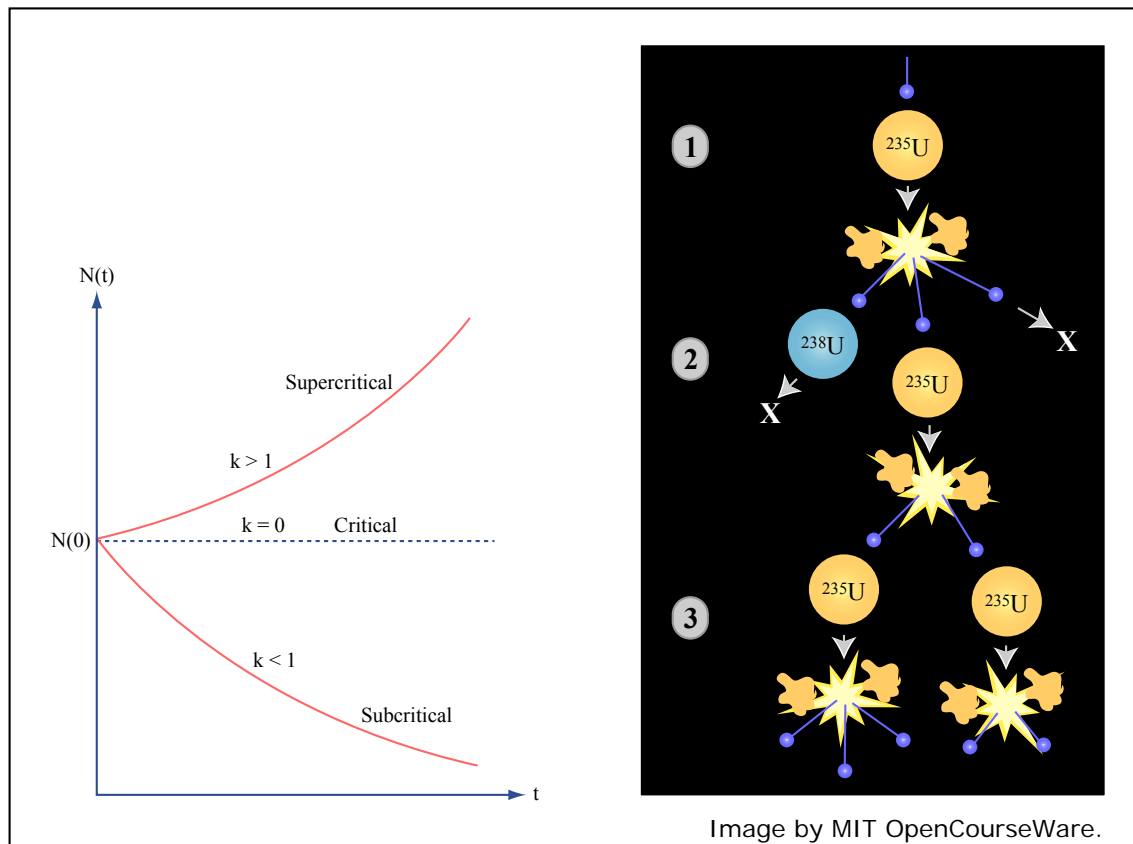 N(t)
Supercritical
k > 1
k = 0 Critical
N(0)
k < 1
Subcritical
t
1
²³⁵U
2
²³⁸U
X
²³⁵U
X
3
²³⁵U
²³⁵U
Image by MIT OpenCourseWare.